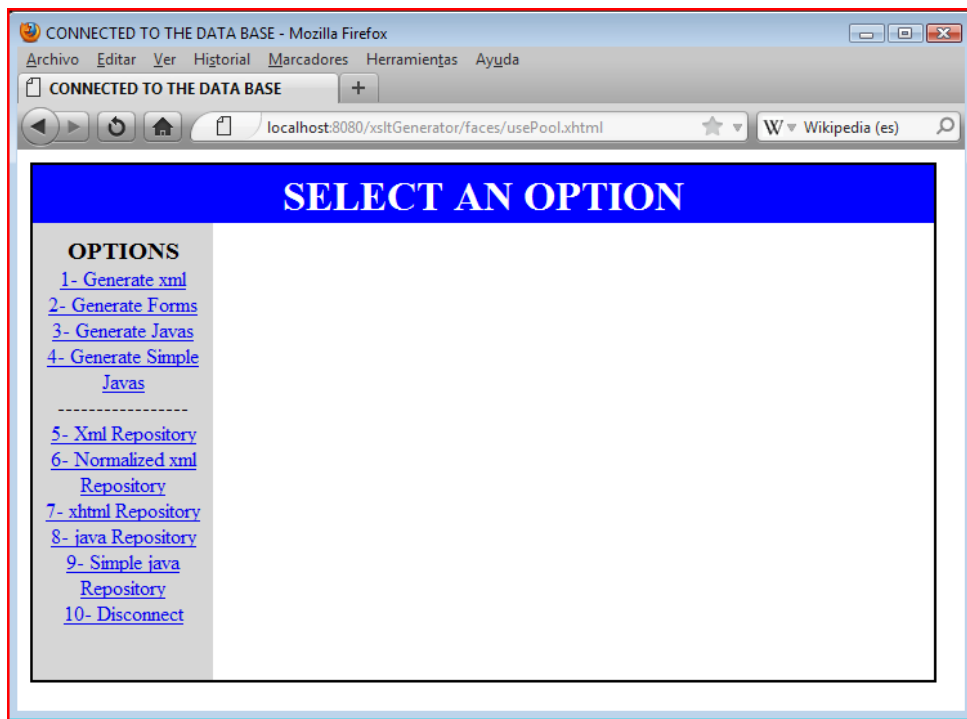 CONNECTED TO THE DATA BASE - Mozilla Firefox
Archivo Editar Ver Historial Marcadores Herramientas Ayuda
CONNECTED TO THE DATA BASE +
localhost:8080/xsltGenerator/faces/usePool.xhtml W Wikipedia (es)
SELECT AN OPTION
OPTIONS
1- Generate xml
2- Generate Forms
3- Generate Javas
4- Generate Simple
Javas
-----------------
5- Xml Repository
6- Normalized xml
Repository
7- xhtml Repository
8- java Repository
9- Simple java
Repository
10- Disconnect